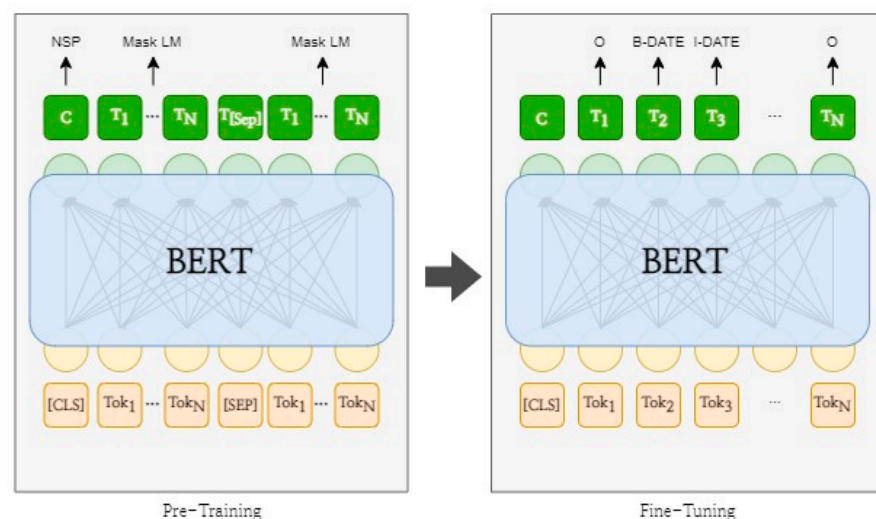 NSP Mask LM Mask LM
C T1 ... TN T[Sep] T1 ... TN
BERT
[CLS] Tok1 ... TokN [SEP] Tok1 ... TokN
Pre-Training
O B-DATE I-DATE O
C T1 T2 T3 ... TN
BERT
[CLS] Tok1 Tok2 Tok3 ... TokN
Fine-Tuning